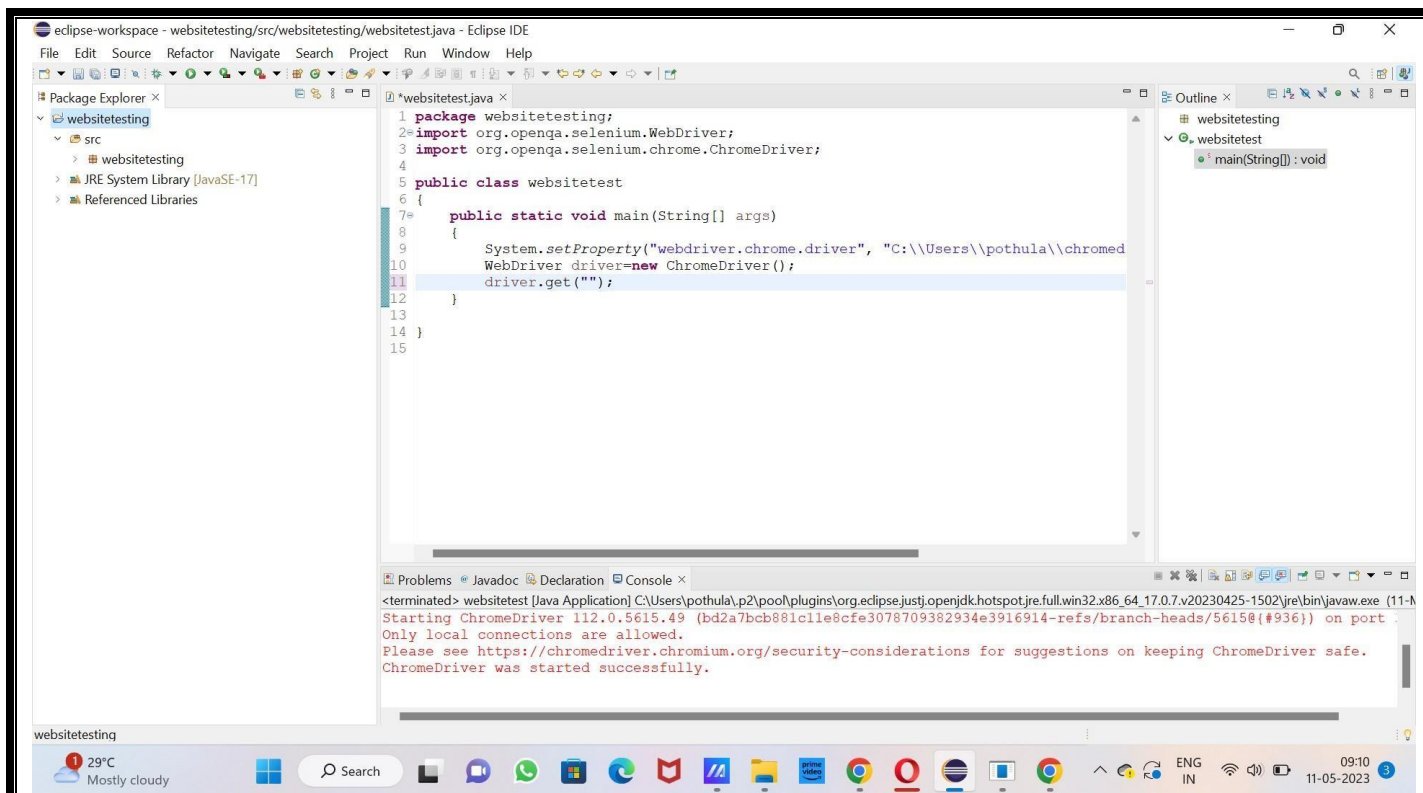 eclipse-workspace - websitetesting/src/websitetesting/websitetest.java - Eclipse IDE
File Edit Source Refactor Navigate Search Project Run Window Help
Package Explorer ×
websitetesting
src
websitetesting
JRE System Library [JavaSE-17]
Referenced Libraries
*websitetest.java ×
1 package websitetesting;
2 import org.openqa.selenium.WebDriver;
3 import org.openqa.selenium.chrome.ChromeDriver;
4
5 public class websitetest
6 {
7 public static void main(String[] args)
8 {
9 System.setProperty("webdriver.chrome.driver", "C:\\Users\\pothula\\chromed
10 WebDriver driver=new ChromeDriver();
11 driver.get("");
12 }
13
14 }
15
Outline ×
websitetesting
websitetest
main(String[]) : void
Problems Javadoc Declaration Console ×
<terminated> websitetest [Java Application] C:\Users\pothula\.p2\pool\plugins\org.eclipse.justj.openjdk.hotspot.jre.full.win32.x86_64_17.0.7.v20230425-1502\jre\bin\javaw.exe (11-M
Starting ChromeDriver 112.0.5615.49 (bd2a7bcb881c11e8cfe3078709382934e3916914-refs/branch-heads/5615@{#936}) on port
Only local connections are allowed.
Please see https://chromedriver.chromium.org/security-considerations for suggestions on keeping ChromeDriver safe.
ChromeDriver was started successfully.
websitetesting
1
29°C
Mostly cloudy
Search
prime video
ENG
IN
09:10
11-05-2023
3